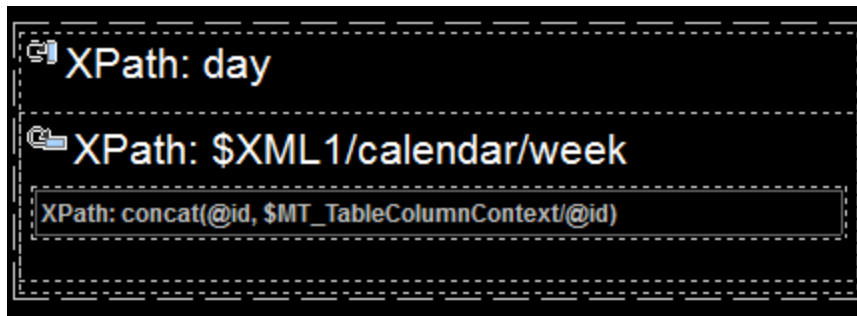 XPath: day
XPath: $XML1/calendar/week
XPath: concat(@id, $MT_TableColumnContext/@id)